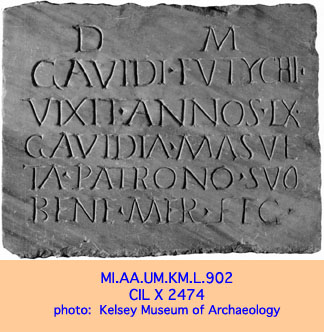 D M
GAVIDI·EVTYCHI·
VIXIT·ANNOS·LX·
GAVIDIA·MASVE
TA·PATRONO·SVO
BENE·MER·FEC·
MI.AA.UM.KM.L.902
CIL X 2474
photo: Kelsey Museum of Archaeology